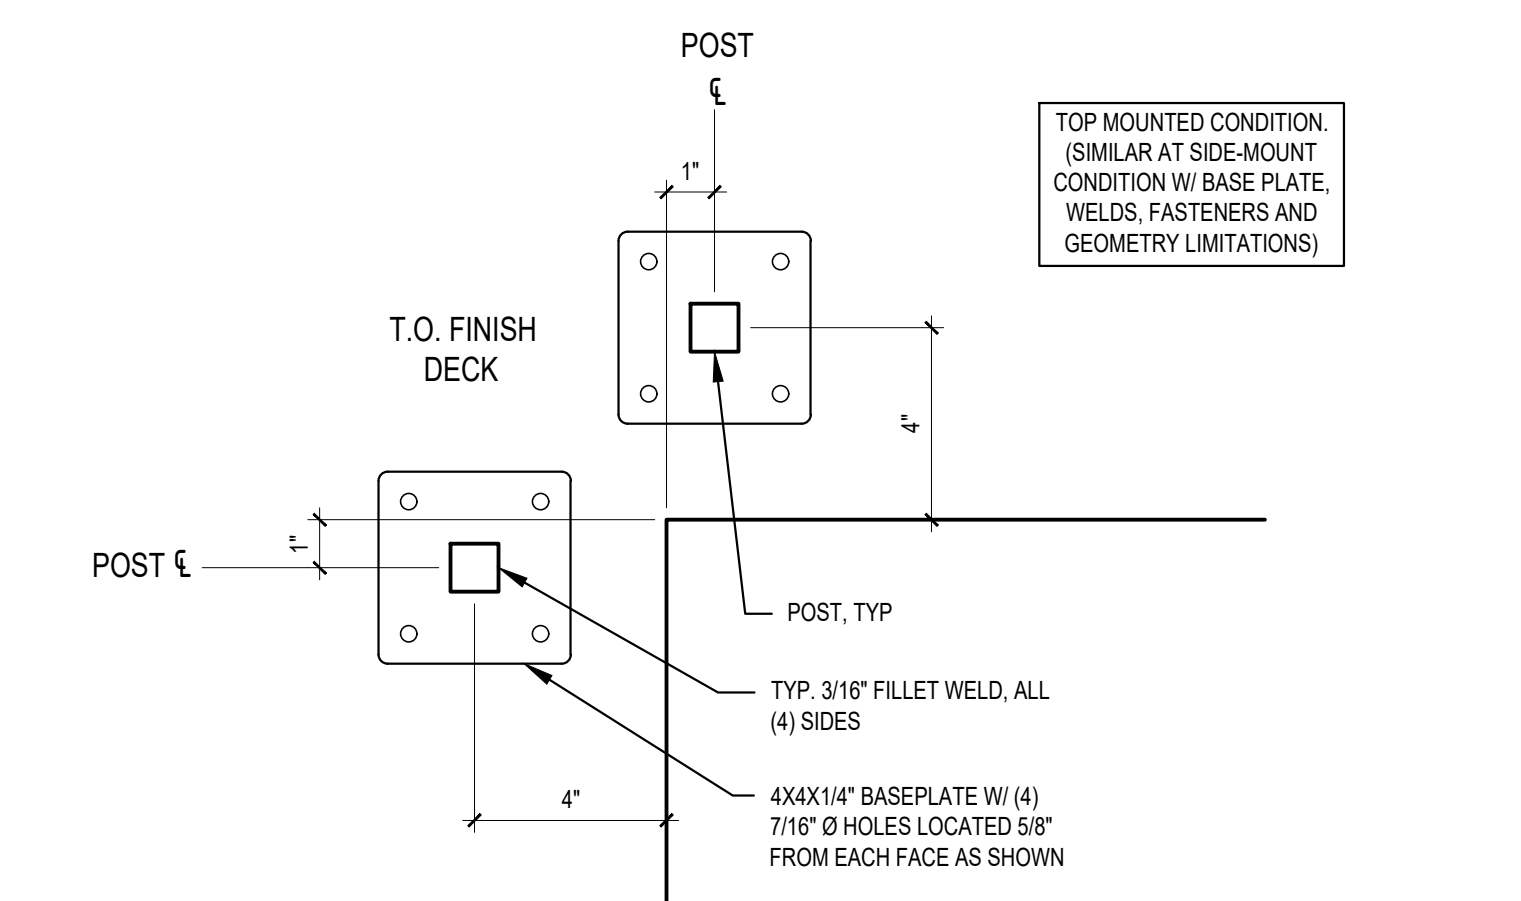 POST
℄
1"
TOP MOUNTED CONDITION.
(SIMILAR AT SIDE-MOUNT
CONDITION W/ BASE PLATE,
WELDS, FASTENERS AND
GEOMETRY LIMITATIONS)
T.O. FINISH
DECK
4"
1"
POST ℄
POST, TYP
TYP. 3/16" FILLET WELD, ALL
(4) SIDES
4"
4X4X1/4" BASEPLATE W/ (4)
7/16" Ø HOLES LOCATED 5/8"
FROM EACH FACE AS SHOWN